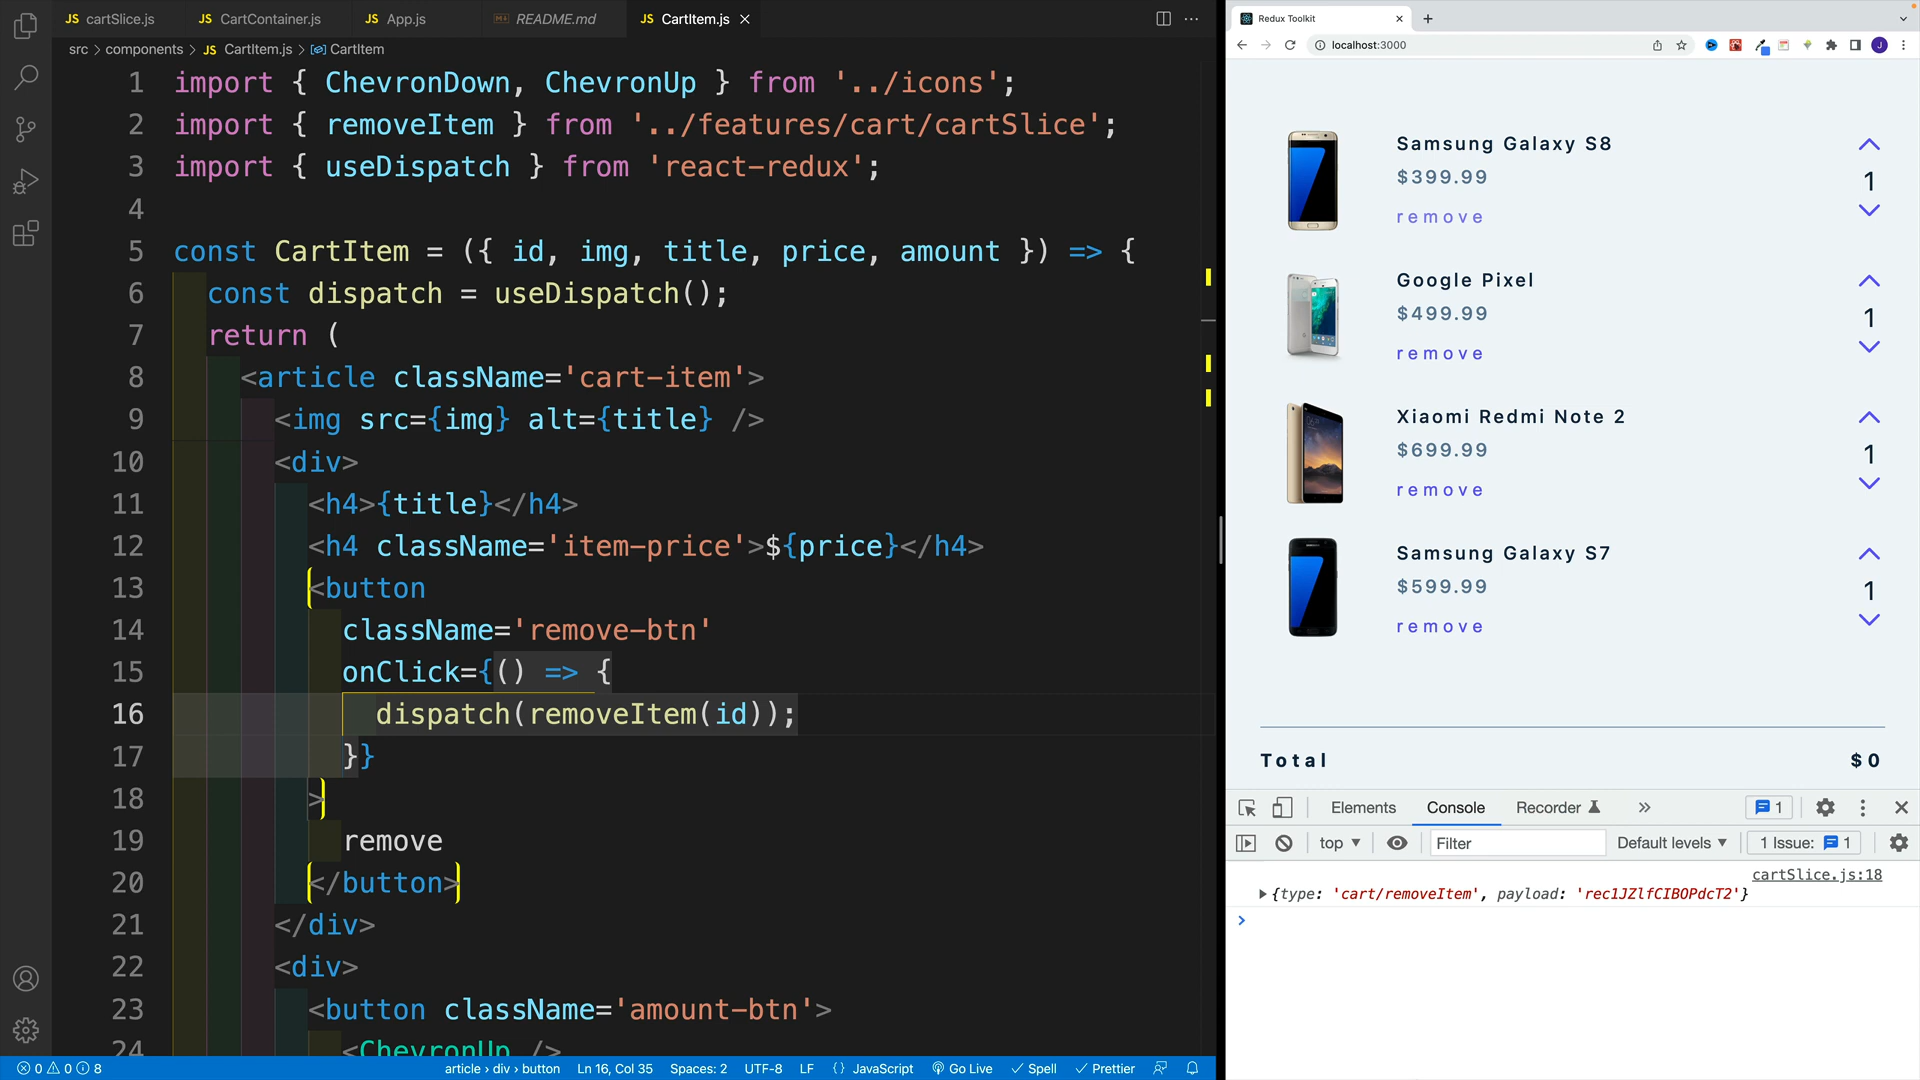 cartSlice.js
CartContainer.js
App.js
README.md
CartItem.js
src > components > CartItem.js > CartItem
1 import { ChevronDown, ChevronUp } from '../icons';
2 import { removeItem } from '../features/cart/cartSlice';
3 import { useDispatch } from 'react-redux';
4
5 const CartItem = ({ id, img, title, price, amount }) => {
6 const dispatch = useDispatch();
7 return (
8 <article className='cart-item'>
9 <img src={img} alt={title} />
10 <div>
11 <h4>{title}</h4>
12 <h4 className='item-price'>${price}</h4>
13 <button
14 className='remove-btn'
15 onClick={() => {
16 dispatch(removeItem(id));
17 }}
18 >
19 remove
20 </button>
21 </div>
22 <div>
23 <button className='amount-btn'>
24 <ChevronUp />
0 0 8
article › div › button
Ln 16, Col 35
Spaces: 2
UTF-8
LF
{ } JavaScript
Go Live
Spell
Prettier
Redux Toolkit
localhost:3000
J
Samsung Galaxy S8
$399.99
remove
1
Google Pixel
$499.99
remove
1
Xiaomi Redmi Note 2
$699.99
remove
1
Samsung Galaxy S7
$599.99
remove
1
Total $0
Elements Console Recorder » 1
top Filter Default levels 1 Issue: 1
cartSlice.js:18
{type: 'cart/removeItem', payload: 'rec1JZlfCIBOPdcT2'}